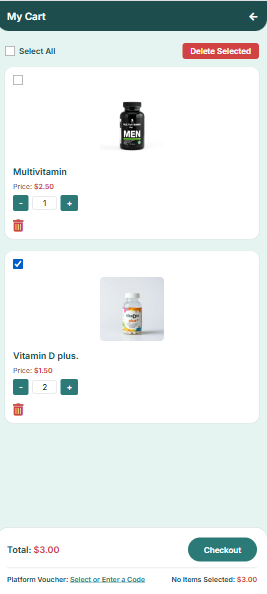 My Cart
Select All
Delete Selected
MEN
Multivitamin
Price: $2.50
- 1 +
Vitamin D plus.
Price: $1.50
- 2 +
Total: $3.00
Checkout
Platform Voucher: Select or Enter a Code
No Items Selected: $3.00